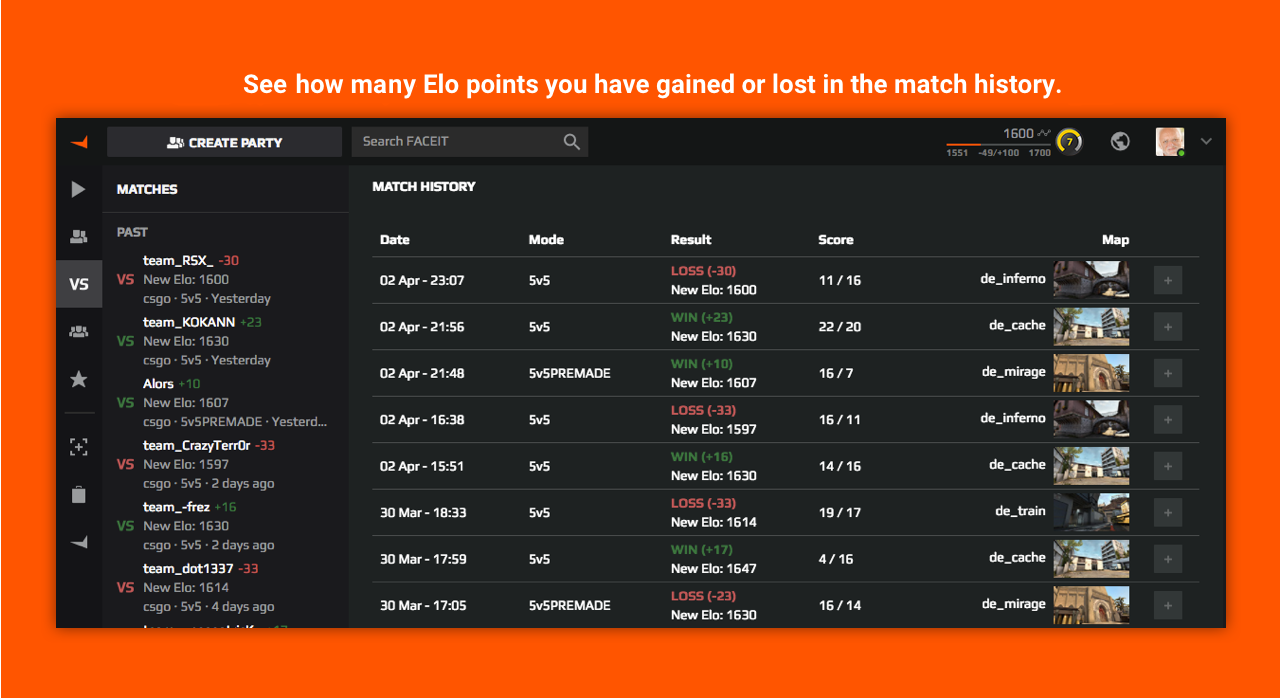 See how many Elo points you have gained or lost in the match history.
CREATE PARTY
Search FACEIT
1600
7
1551 -49/+100 1700
MATCHES
PAST
team_RSX_ -30
VS New Elo: 1600
csgo · 5v5 · Yesterday
team_KOKANN +23
VS New Elo: 1630
csgo · 5v5 · Yesterday
Alors +10
VS New Elo: 1607
csgo · 5v5PREMADE · Yesterd...
team_CrazyTerr0r -33
VS New Elo: 1597
csgo · 5v5 · 2 days ago
team_-frez +16
VS New Elo: 1630
csgo · 5v5 · 2 days ago
team_dot1337 -33
VS New Elo: 1614
csgo · 5v5 · 4 days ago
VS
MATCH HISTORY
Date Mode Result Score Map
02 Apr - 23:07 5v5 LOSS (-30) 11 / 16 de_inferno +
New Elo: 1600
02 Apr - 21:56 5v5 WIN (+23) 22 / 20 de_cache +
New Elo: 1630
02 Apr - 21:48 5v5PREMADE WIN (+10) 16 / 7 de_mirage +
New Elo: 1607
02 Apr - 16:38 5v5 LOSS (-33) 16 / 11 de_inferno +
New Elo: 1597
02 Apr - 15:51 5v5 WIN (+16) 14 / 16 de_cache +
New Elo: 1630
30 Mar - 18:33 5v5 LOSS (-33) 19 / 17 de_train +
New Elo: 1614
30 Mar - 17:59 5v5 WIN (+17) 4 / 16 de_cache +
New Elo: 1647
30 Mar - 17:05 5v5PREMADE LOSS (-23) 16 / 14 de_mirage +
New Elo: 1630